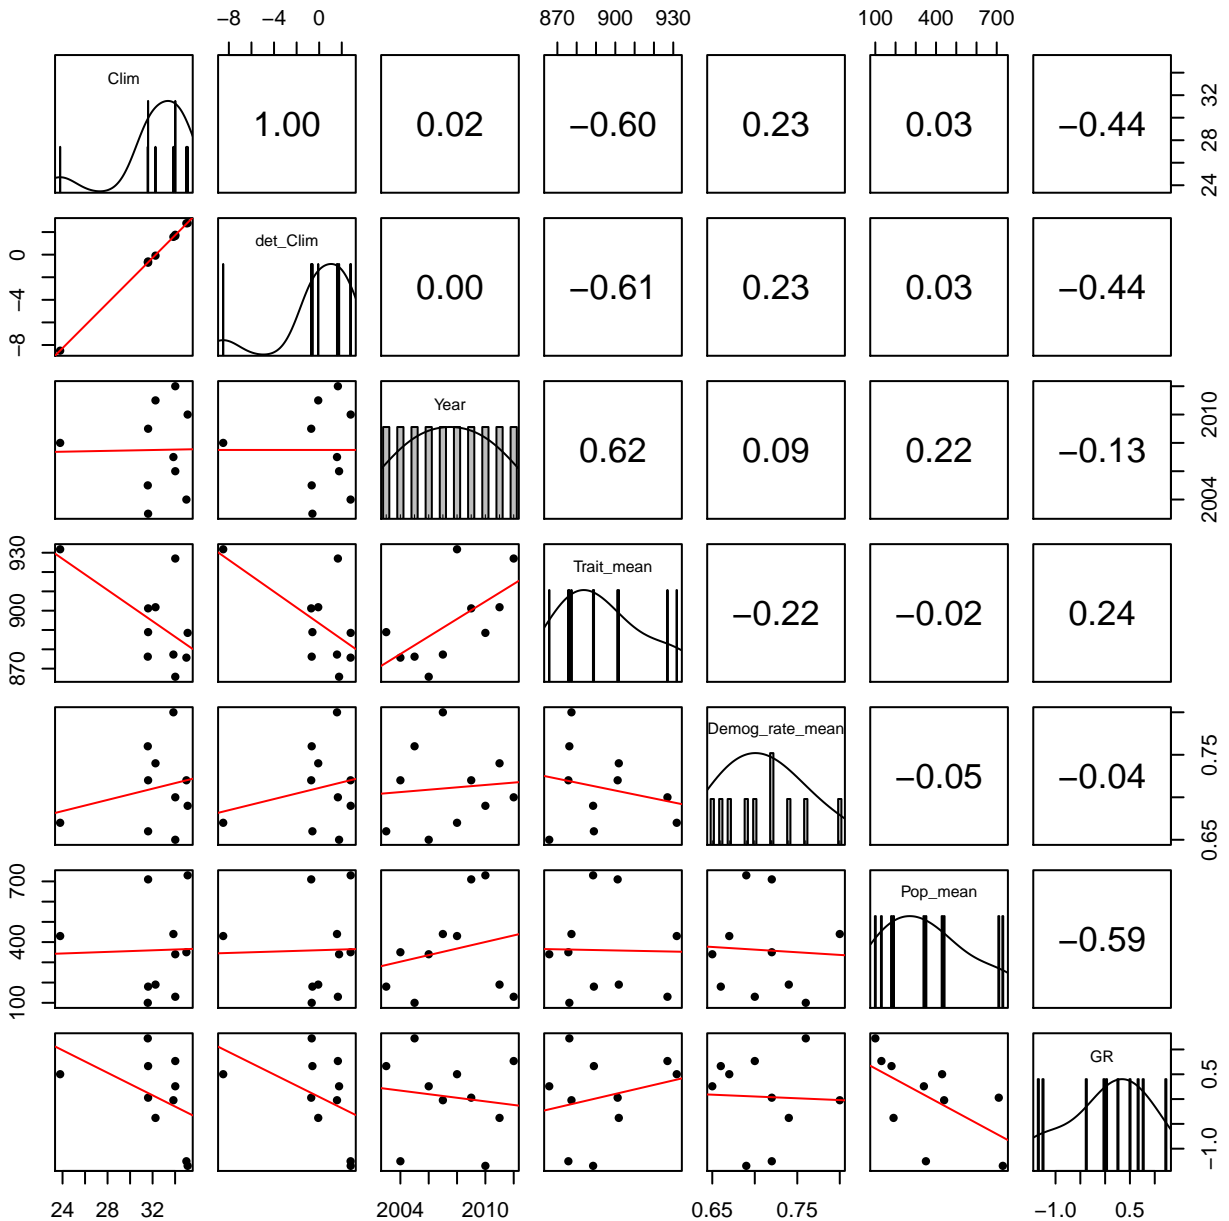 −8 −4 0 870 900 930 100 400 700
Clim 1.00 0.02 −0.60 0.23 0.03 −0.44 24 28 32
−8 −4 0 det_Clim 0.00 −0.61 0.23 0.03 −0.44
Year 0.62 0.09 0.22 −0.13 2004 2010
870 900 930 Trait_mean −0.22 −0.02 0.24
Demog_rate_mean −0.05 −0.04 0.65 0.75
100 400 700 Pop_mean −0.59
GR −1.0 0.5
24 28 32 2004 2010 0.65 0.75 −1.0 0.5